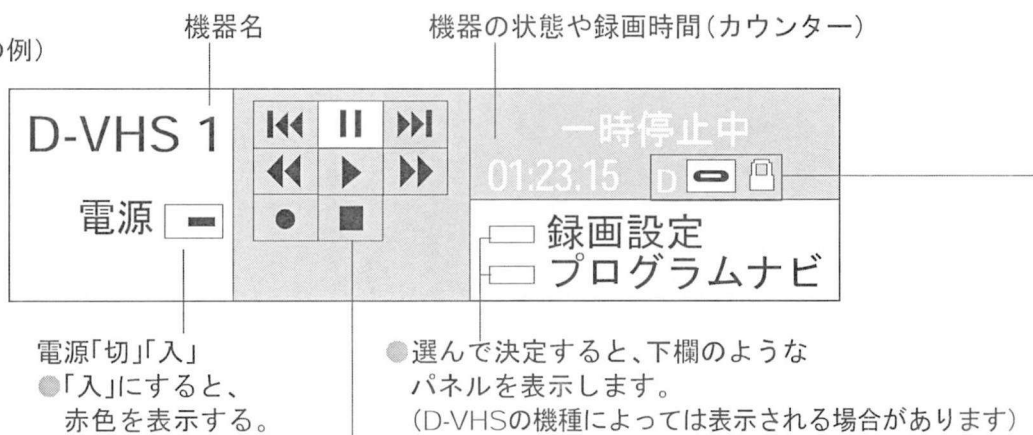 機器名
機器の状態や録画時間(カウンター)
の例)
D-VHS 1
一時停止中
01:23.15 D
電源
録画設定
プログラムナビ
電源「切」「入」
●「入」にすると、
赤色を表示する。
●選んで決定すると、下欄のような
パネルを表示します。
(D-VHSの機種によっては表示される場合があります)